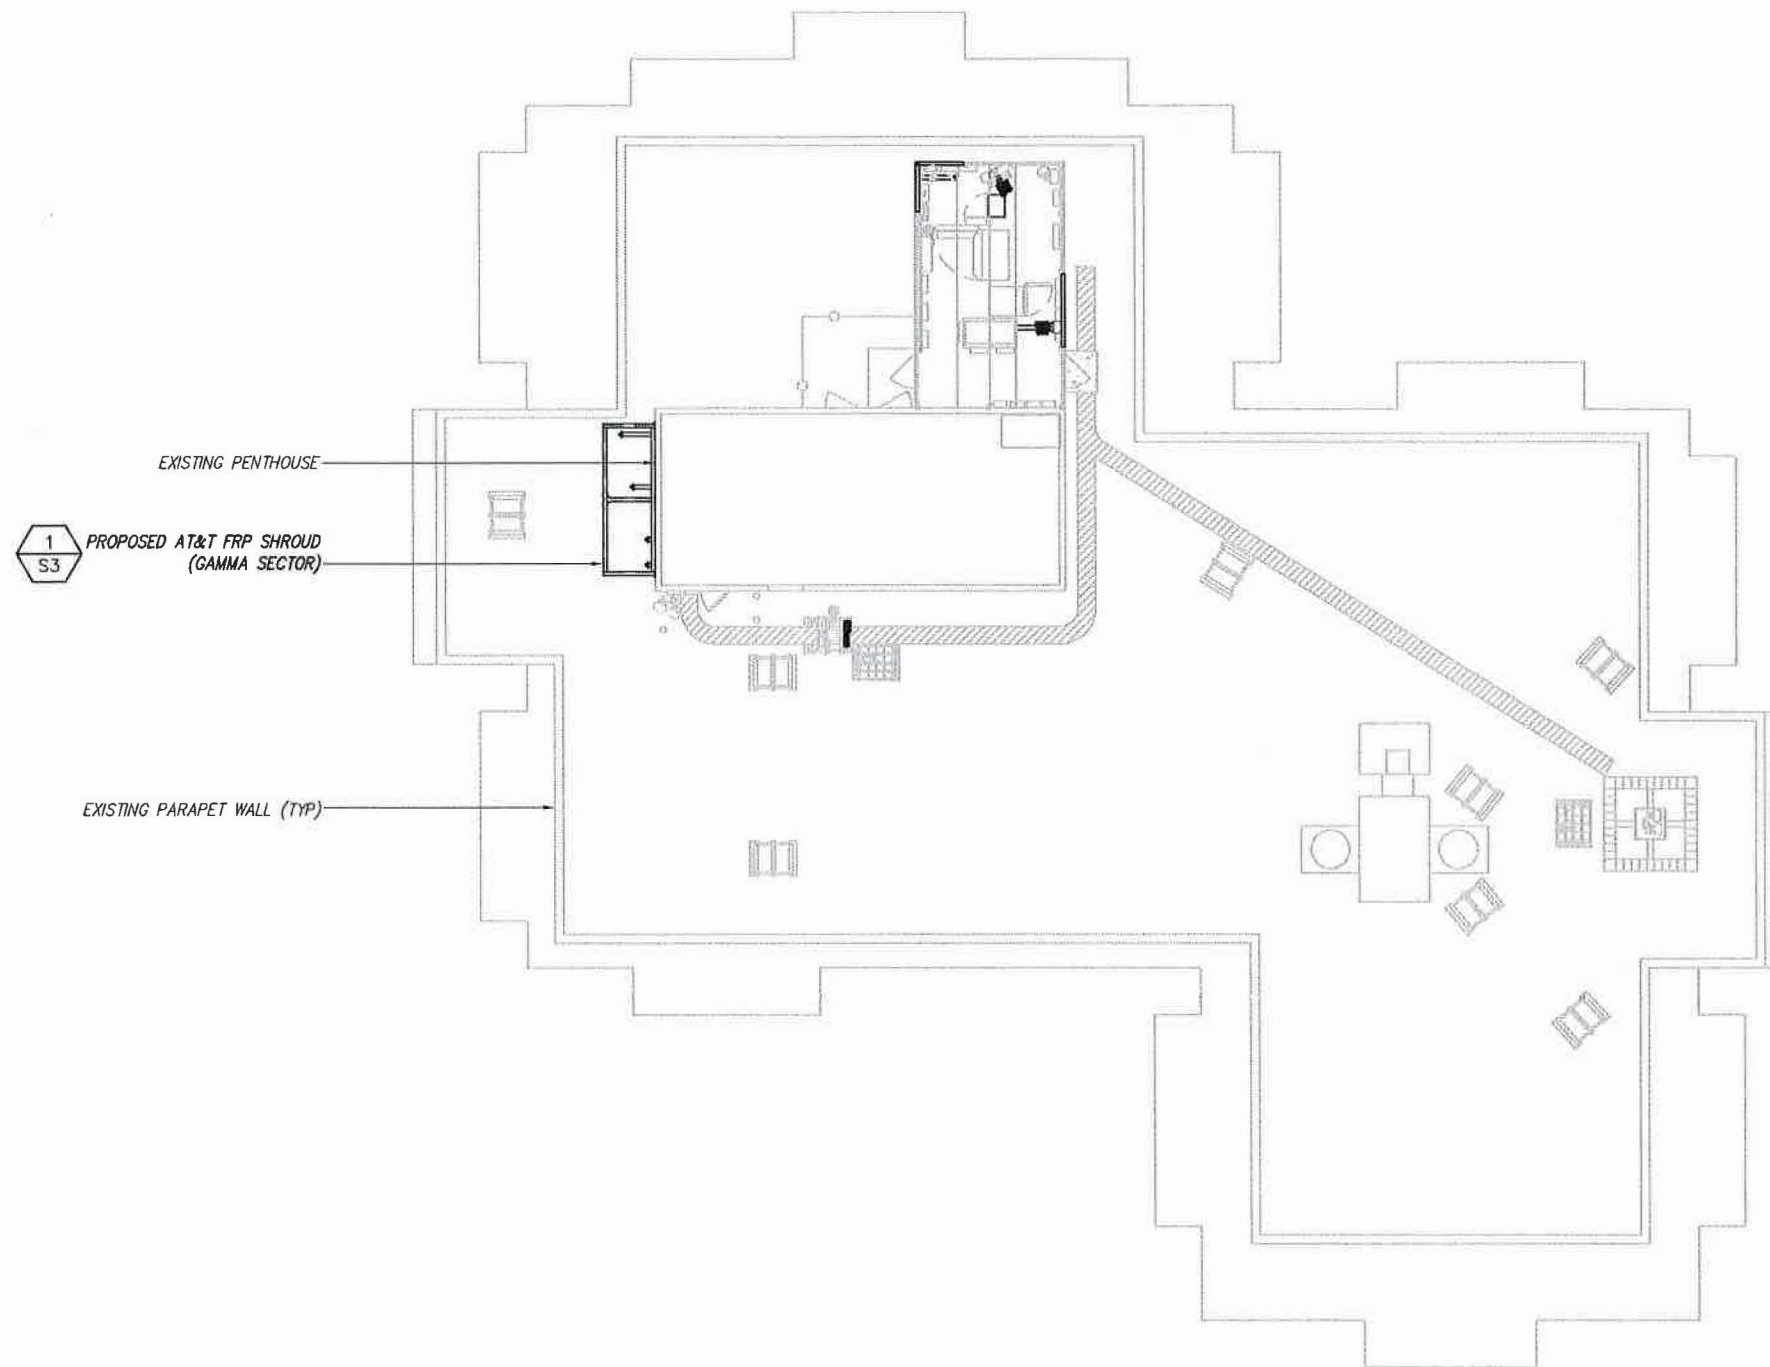 EXISTING PENTHOUSE
1
S3
PROPOSED AT&T FRP SHROUD
(GAMMA SECTOR)
EXISTING PARAPET WALL (TYP)